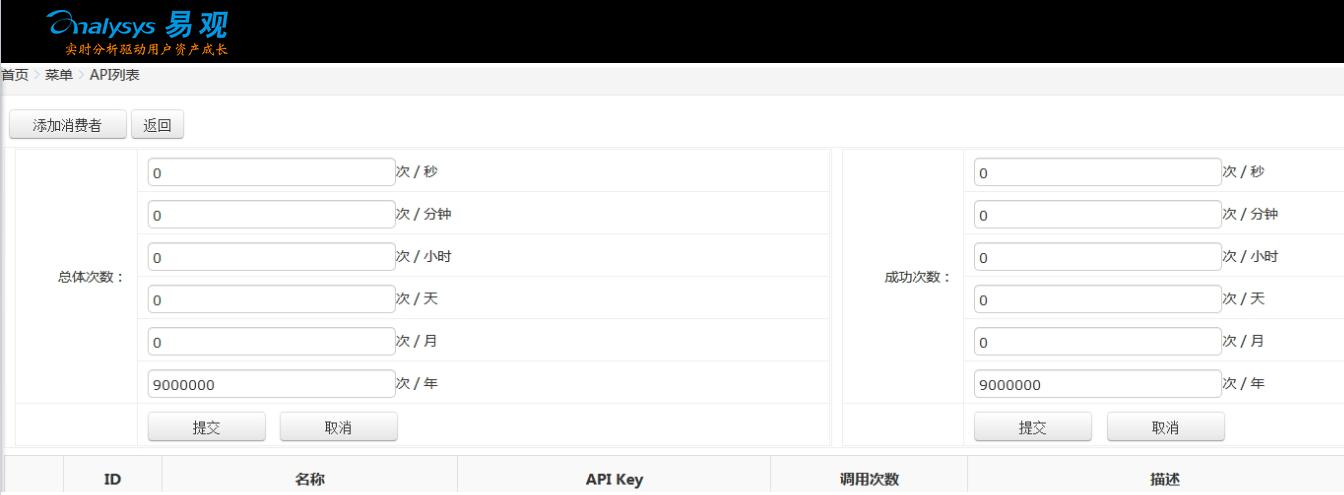 Analysys 易观
实时分析驱动用户资产成长
首页 > 菜单 > API列表
添加消费者 返回
总体次数：
0 次 / 秒
0 次 / 分钟
0 次 / 小时
0 次 / 天
0 次 / 月
9000000 次 / 年
提交 取消
成功次数：
0 次 / 秒
0 次 / 分钟
0 次 / 小时
0 次 / 天
0 次 / 月
9000000 次 / 年
提交 取消
ID 名称 API Key 调用次数 描述